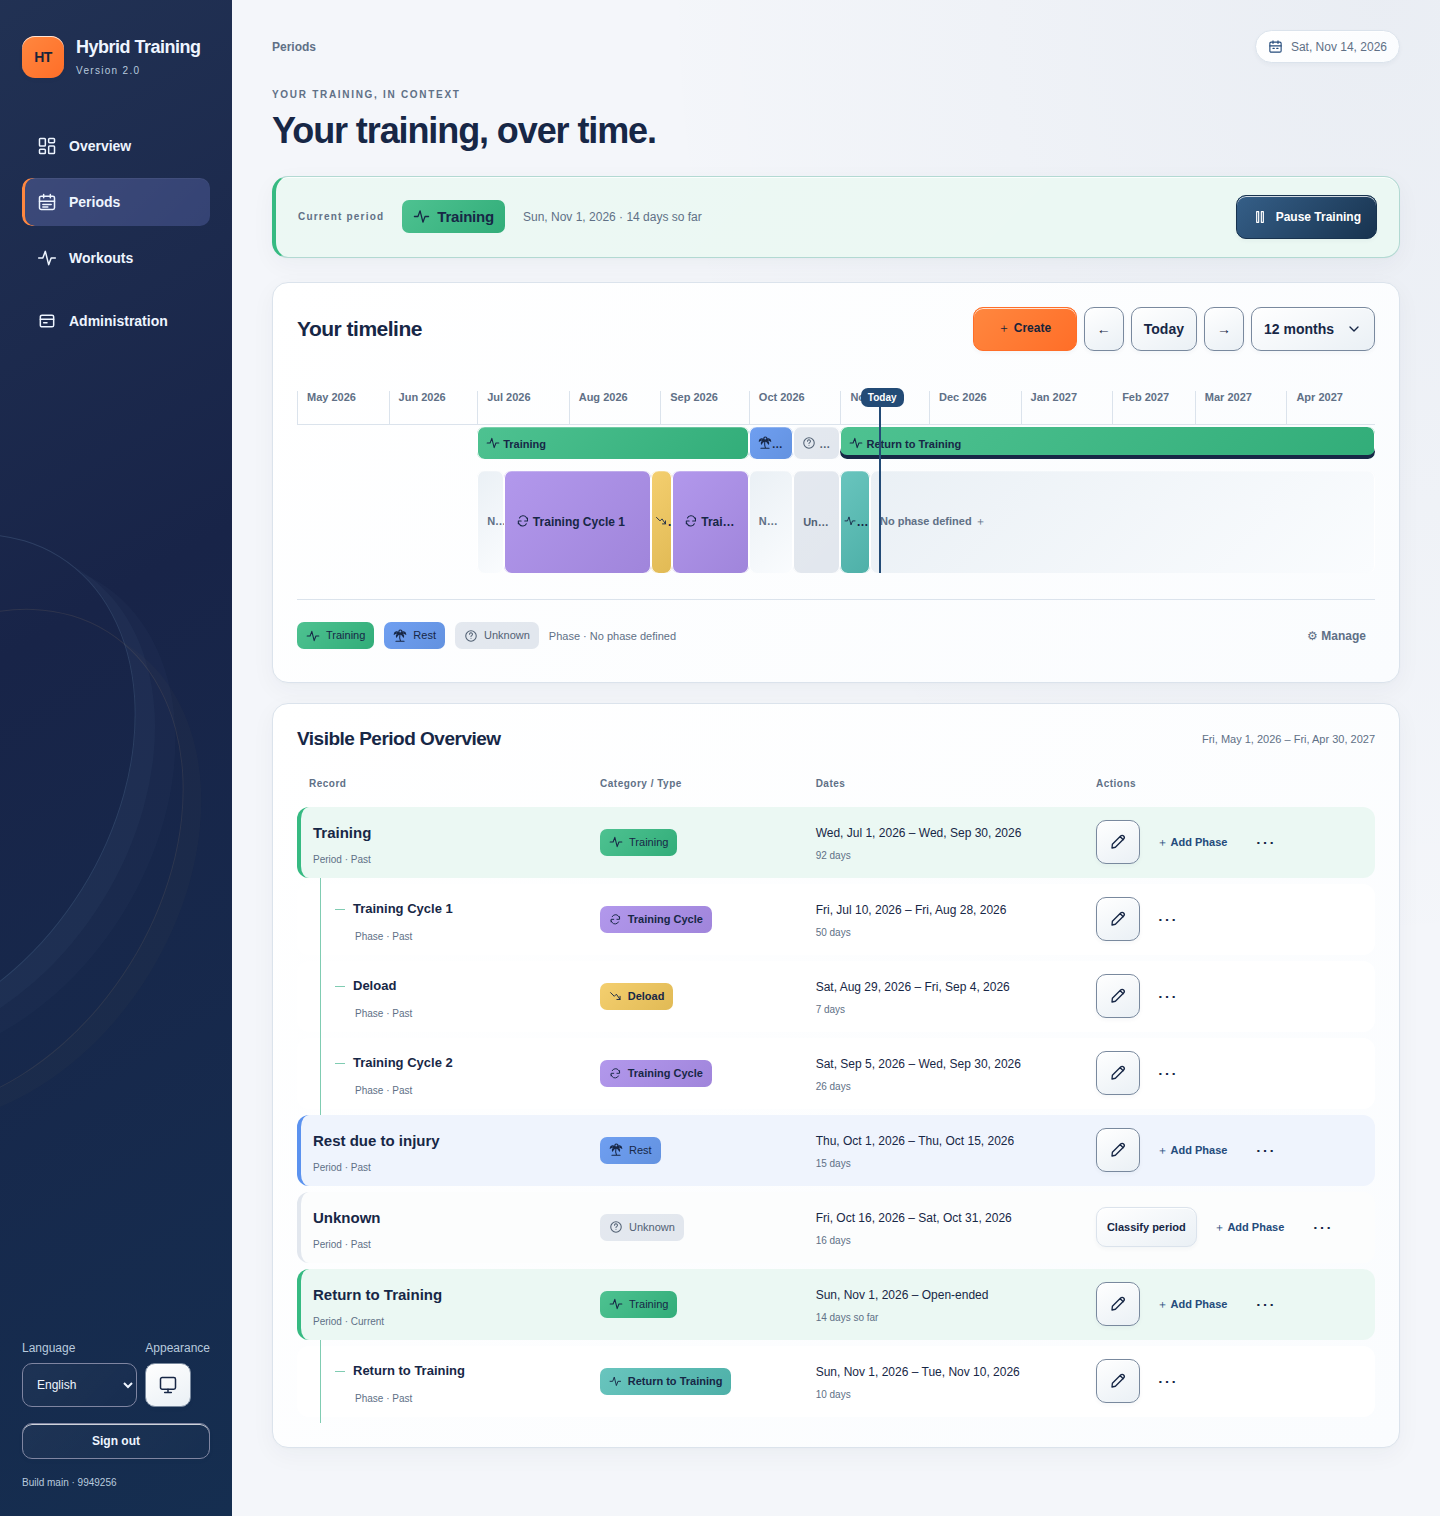 HT
Hybrid Training
Version 2.0
Overview
Periods
Workouts
Administration
Language
Appearance
English
Sign out
Build main · 9949256
Periods
Sat, Nov 14, 2026
YOUR TRAINING, IN CONTEXT
Your training, over time.
Current period
Training
Sun, Nov 1, 2026 · 14 days so far
Pause Training
Your timeline
+ Create
←
Today
→
12 months
May 2026
Jun 2026
Jul 2026
Aug 2026
Sep 2026
Oct 2026
Today
Dec 2026
Jan 2027
Feb 2027
Mar 2027
Apr 2027
Training
...
...
Return to Training
N...
Training Cycle 1
Trai...
N...
Un...
...
No phase defined +
Training
Rest
Unknown
Phase · No phase defined
Manage
Visible Period Overview
Fri, May 1, 2026 – Fri, Apr 30, 2027
Record
Category / Type
Dates
Actions
Training
Period · Past
Training
Wed, Jul 1, 2026 – Wed, Sep 30, 2026
92 days
+ Add Phase
Training Cycle 1
Phase · Past
Training Cycle
Fri, Jul 10, 2026 – Fri, Aug 28, 2026
50 days
Deload
Phase · Past
Deload
Sat, Aug 29, 2026 – Fri, Sep 4, 2026
7 days
Training Cycle 2
Phase · Past
Training Cycle
Sat, Sep 5, 2026 – Wed, Sep 30, 2026
26 days
Rest due to injury
Period · Past
Rest
Thu, Oct 1, 2026 – Thu, Oct 15, 2026
15 days
+ Add Phase
Unknown
Period · Past
Unknown
Fri, Oct 16, 2026 – Sat, Oct 31, 2026
16 days
Classify period
+ Add Phase
Return to Training
Period · Current
Training
Sun, Nov 1, 2026 – Open-ended
14 days so far
+ Add Phase
Return to Training
Phase · Past
Return to Training
Sun, Nov 1, 2026 – Tue, Nov 10, 2026
10 days